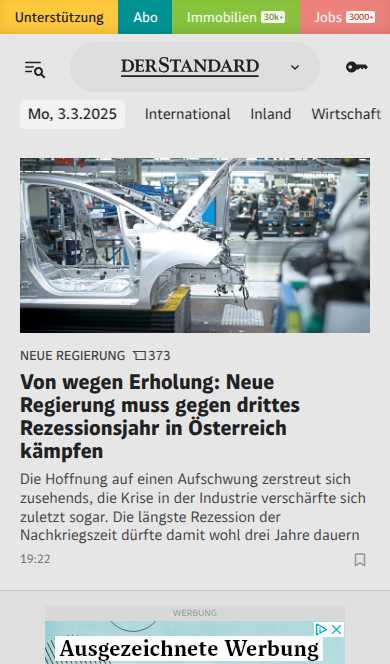 Unterstützung Abo Immobilien 30k+ Jobs 3000+
DERSTANDARD
Mo, 3.3.2025 International Inland Wirtschaft
NEUE REGIERUNG 373
Von wegen Erholung: Neue
Regierung muss gegen drittes
Rezessionsjahr in Österreich
kämpfen
Die Hoffnung auf einen Aufschwung zerstreut sich
zusehends, die Krise in der Industrie verschärfte sich
zuletzt sogar. Die längste Rezession der
Nachkriegszeit dürfte damit wohl drei Jahre dauern
19:22
WERBUNG
Ausgezeichnete Werbung